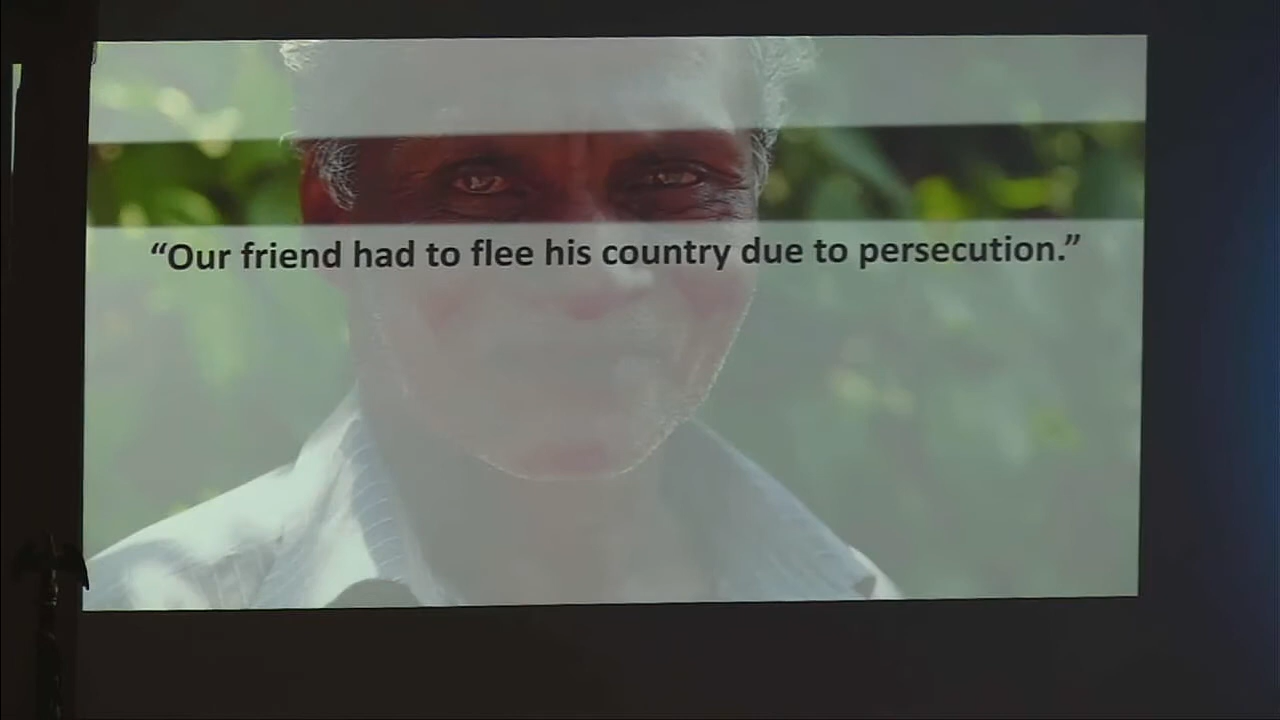 “Our friend had to flee his country due to persecution.”